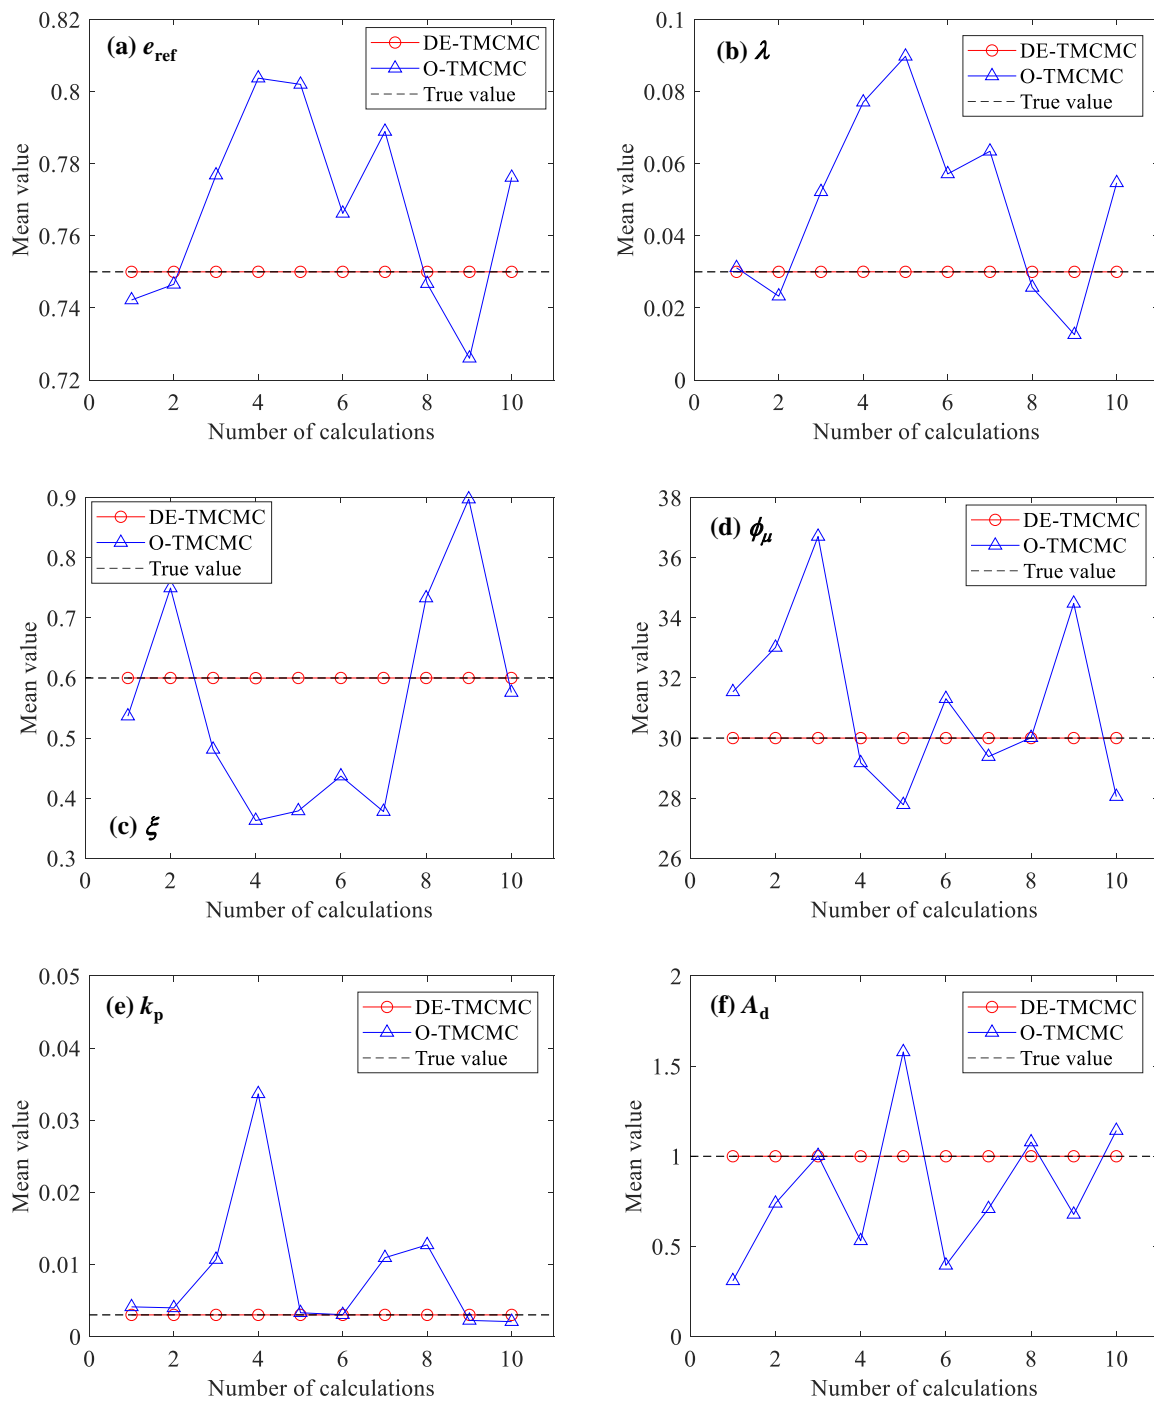 (a) e_ref
DE-TMCMC
O-TMCMC
True value
0.82
0.8
0.78
0.76
0.74
0.72
Mean value
0 2 4 6 8 10
Number of calculations
(b) λ
DE-TMCMC
O-TMCMC
True value
0.1
0.08
0.06
0.04
0.02
0
Mean value
0 2 4 6 8 10
Number of calculations
DE-TMCMC
O-TMCMC
True value
0.9
0.8
0.7
0.6
0.5
0.4
0.3
Mean value
(c) ξ
0 2 4 6 8 10
Number of calculations
(d) ϕ_μ
DE-TMCMC
O-TMCMC
True value
38
36
34
32
30
28
26
Mean value
0 2 4 6 8 10
Number of calculations
(e) k_p
DE-TMCMC
O-TMCMC
True value
0.05
0.04
0.03
0.02
0.01
0
Mean value
0 2 4 6 8 10
Number of calculations
(f) A_d
DE-TMCMC
O-TMCMC
True value
2
1.5
1
0.5
0
Mean value
0 2 4 6 8 10
Number of calculations